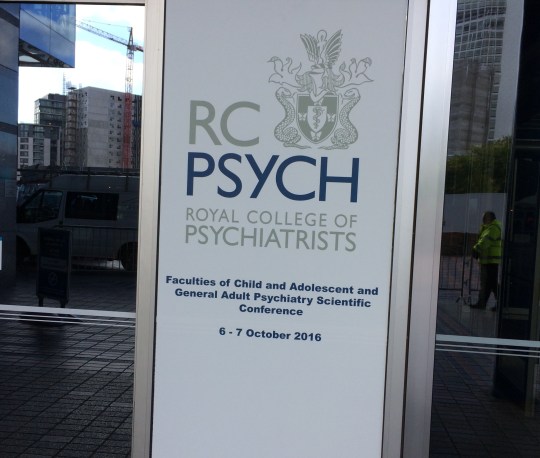 RC
PSYCH
ROYAL COLLEGE OF
PSYCHIATRISTS
Faculties of Child and Adolescent and
General Adult Psychiatry Scientific
Conference
6 - 7 October 2016